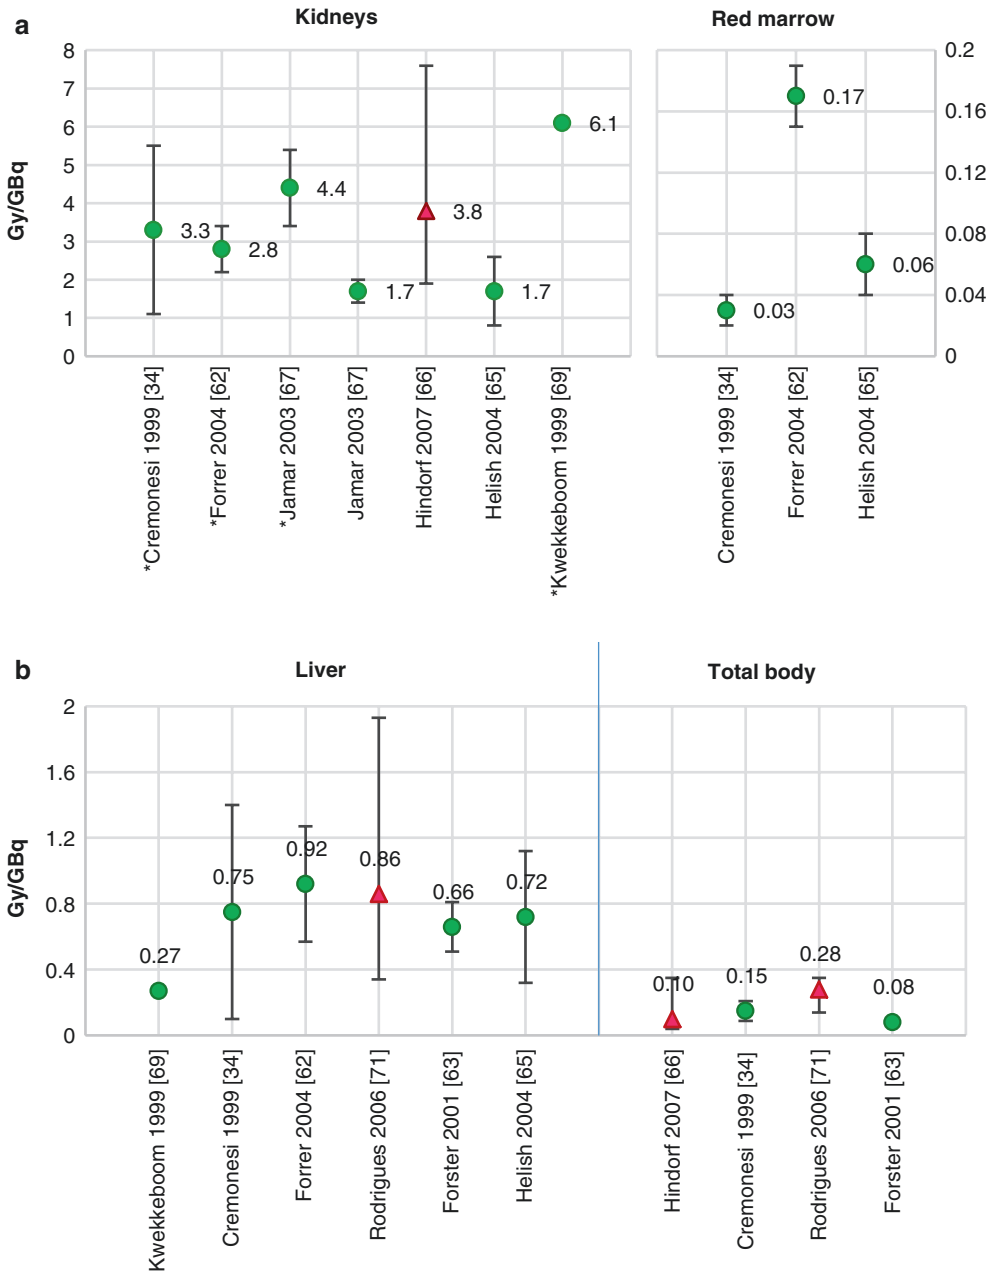 a
Kidneys
Red marrow
Gy/GBq
8
7
6
5
4
3
2
1
0
3.3
2.8
4.4
1.7
3.8
1.7
6.1
*Cremonesi 1999 [34]
*Forrer 2004 [62]
*Jamar 2003 [67]
Jamar 2003 [67]
Hindorf 2007 [66]
Helish 2004 [65]
*Kwekkeboom 1999 [69]
0.2
0.16
0.12
0.08
0.04
0
0.03
0.17
0.06
Cremonesi 1999 [34]
Forrer 2004 [62]
Helish 2004 [65]
b
Liver
Total body
Gy/GBq
2
1.6
1.2
0.8
0.4
0
0.27
0.75
0.92
0.86
0.66
0.72
0.10
0.15
0.28
0.08
Kwekkeboom 1999 [69]
Cremonesi 1999 [34]
Forrer 2004 [62]
Rodrigues 2006 [71]
Forster 2001 [63]
Helish 2004 [65]
Hindorf 2007 [66]
Cremonesi 1999 [34]
Rodrigues 2006 [71]
Forster 2001 [63]